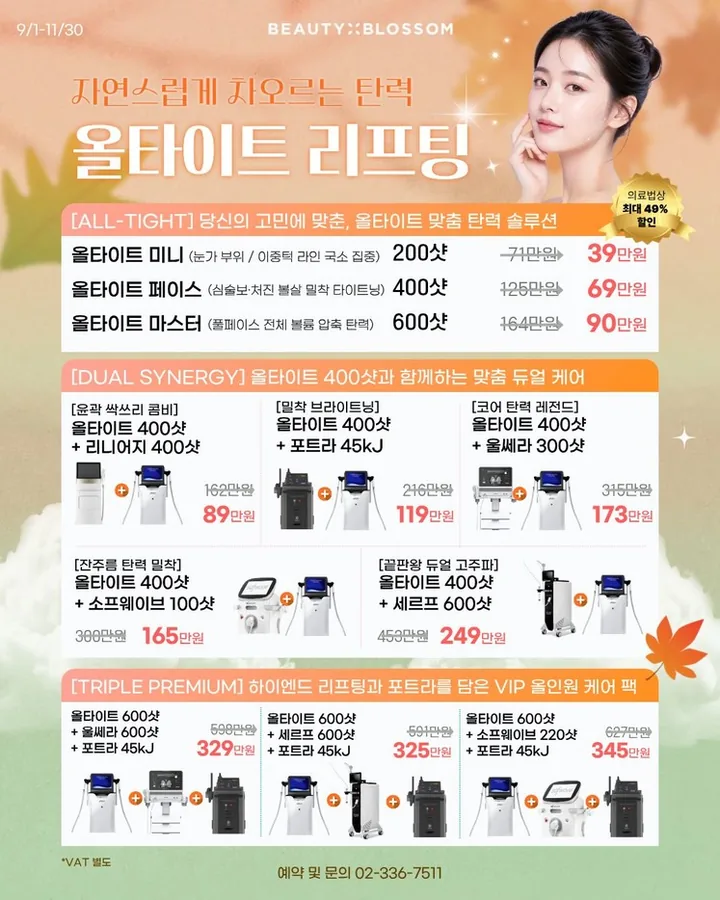 9/1-11/30
BEAUTY BLOSSOM
자연스럽게 차오르는 탄력
올타이트 리프팅
의료법상
최대 49%
할인
[ALL-TIGHT] 당신의 고민에 맞춘, 올타이트 맞춤 탄력 솔루션
올타이트 미니 (눈가 부위 / 이중턱 라인 국소 집중) 200샷 71만원 39만원
올타이트 페이스 (심술보·처진 볼살 밀착 타이트닝) 400샷 125만원 69만원
올타이트 마스터 (풀페이스 전체 볼륨 압축 탄력) 600샷 164만원 90만원
[DUAL SYNERGY] 올타이트 400샷과 함께하는 맞춤 듀얼 케어
[윤곽 싹쓰리 콤비]
올타이트 400샷
+ 리니어지 400샷
162만원
89만원
[밀착 브라이트닝]
올타이트 400샷
+ 포트라 45kJ
216만원
119만원
[코어 탄력 레전드]
올타이트 400샷
+ 울쎄라 300샷
315만원
173만원
[잔주름 탄력 밀착]
올타이트 400샷
+ 소프웨이브 100샷
300만원 165만원
[끝판왕 듀얼 고주파]
올타이트 400샷
+ 세르프 600샷
453만원 249만원
[TRIPLE PREMIUM] 하이엔드 리프팅과 포트라를 담은 VIP 올인원 케어 팩
올타이트 600샷
+ 울쎄라 600샷
+ 포트라 45kJ
598만원
329만원
올타이트 600샷
+ 세르프 600샷
+ 포트라 45kJ
591만원
325만원
올타이트 600샷
+ 소프웨이브 220샷
+ 포트라 45kJ
627만원
345만원
*VAT 별도
예약 및 문의 02-336-7511